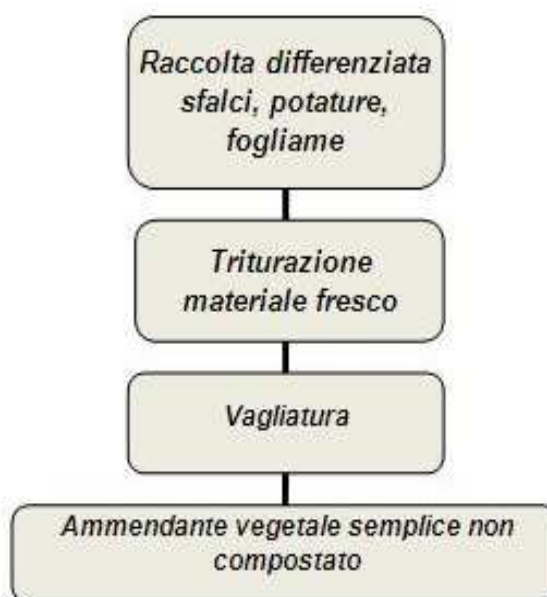 Raccolta differenziata
sfalci, potature,
fogliame
Triturazione
materiale fresco
Vagliatura
Ammendante vegetale semplice non
compostato